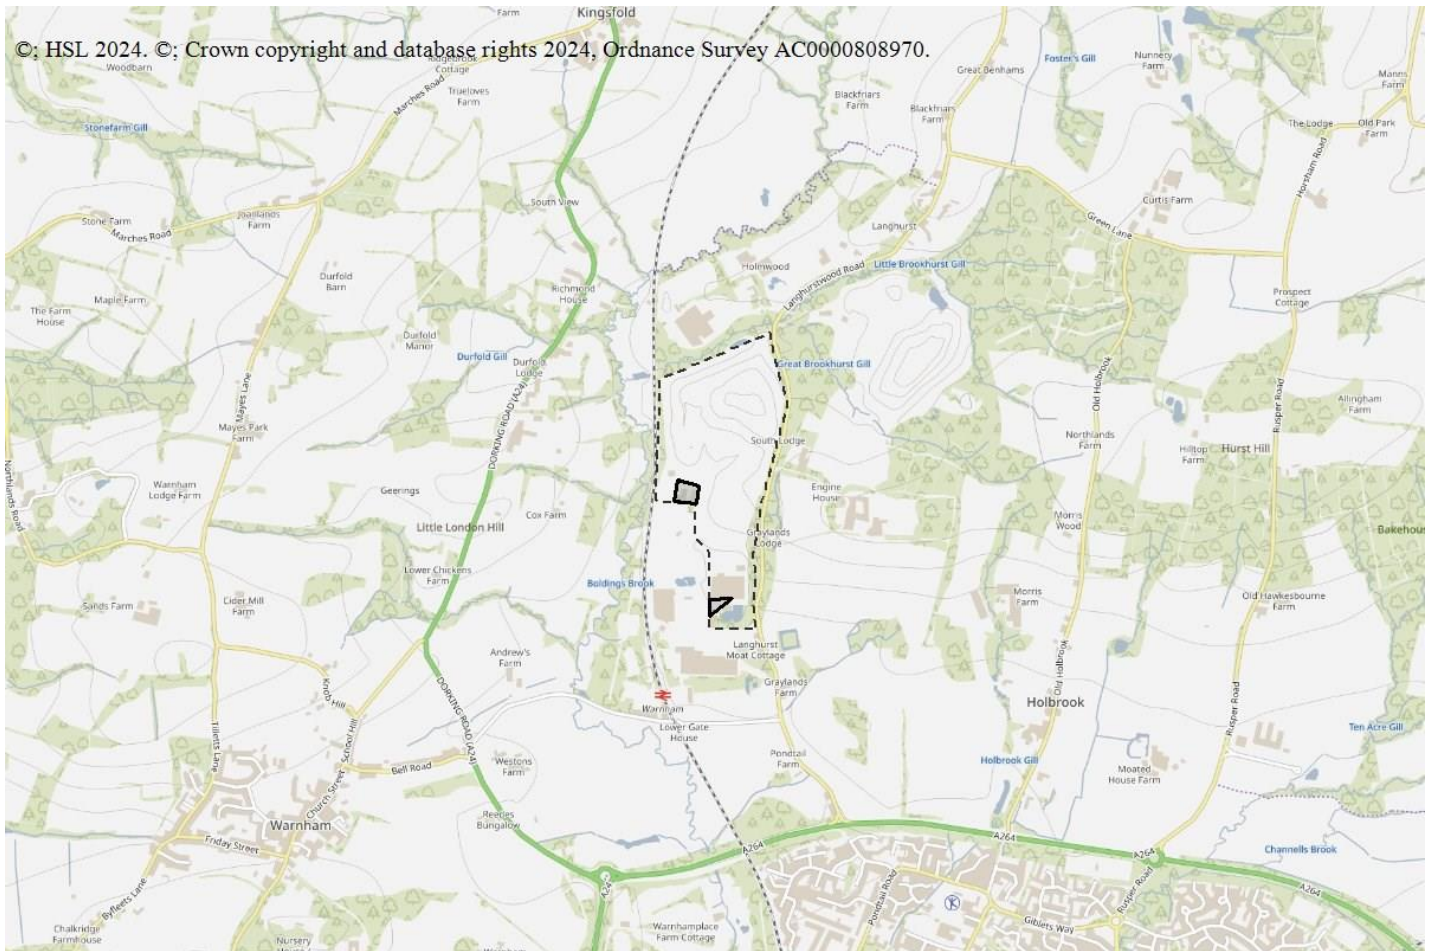 Farm
Kingsfold
©; HSL 2024. ©; Crown copyright and database rights 2024, Ordnance Survey AC0000808970.
Woodbarn
Cottage
Foster's Gill
Nunnery
Farm
Great Benhams
Manns
Farm
Marches Road
Trueloves
Farm
Blackfriars
Farm
Blackfriars
Farm
The Lodge
Old Park
Farm
Stonefarm Gill
Horsham Road
Stone Farm
Marches Road
Joanlands
Farm
South View
Curtis Farm
Langhurst
Green Lane
Durfold
Barn
Holmwood
Langhurstwood Road
Little Brookhurst Gill
Richmond
House
Prospect
Cottage
Maple Farm
The Farm
House
Durfold
Manor
Durfold Gill
Durfold
Lodge
Great Brookhurst Gill
Mayes Lane
Mayes Park
Farm
DORKING ROAD (A24)
Old Holbrook
Rusper Road
Allingham
Farm
South Lodge
Northlands
Farm
Hilltop
Farm
Hurst Hill
Northlands Road
Warnham
Lodge Farm
Geerings
Cox Farm
Little London Hill
Engine
House
Morris
Wood
Graylands
Lodge
Bakehous
Lower Chickens
Farm
Boldings Brook
Sands Farm
Cider Mill
Farm
Morris
Farm
Old Hawkesbourne
Farm
Andrew's
Farm
Langhurst
Moat Cottage
Old Holbrook
Knob Hill
DORKING ROAD (A24)
Graylands
Farm
Warnham
Lower Gate
House
Holbrook
Rusper Road
Tilletts Lane
School Hill
Ten Acre Gill
Bell Road
Westons
Farm
Pondtail
Farm
Holbrook Gill
Moated
House Farm
Church Street
Warnham
Reeves
Bungalow
Friday Street
A264
A264
A264
Channells Brook
A24
Byfleets Lane
Pondtail Road
Rusper Road
A264
Giblets Way
Chalkridge
Farmhouse
Nursery
Warnhamplace
Farm Cottage